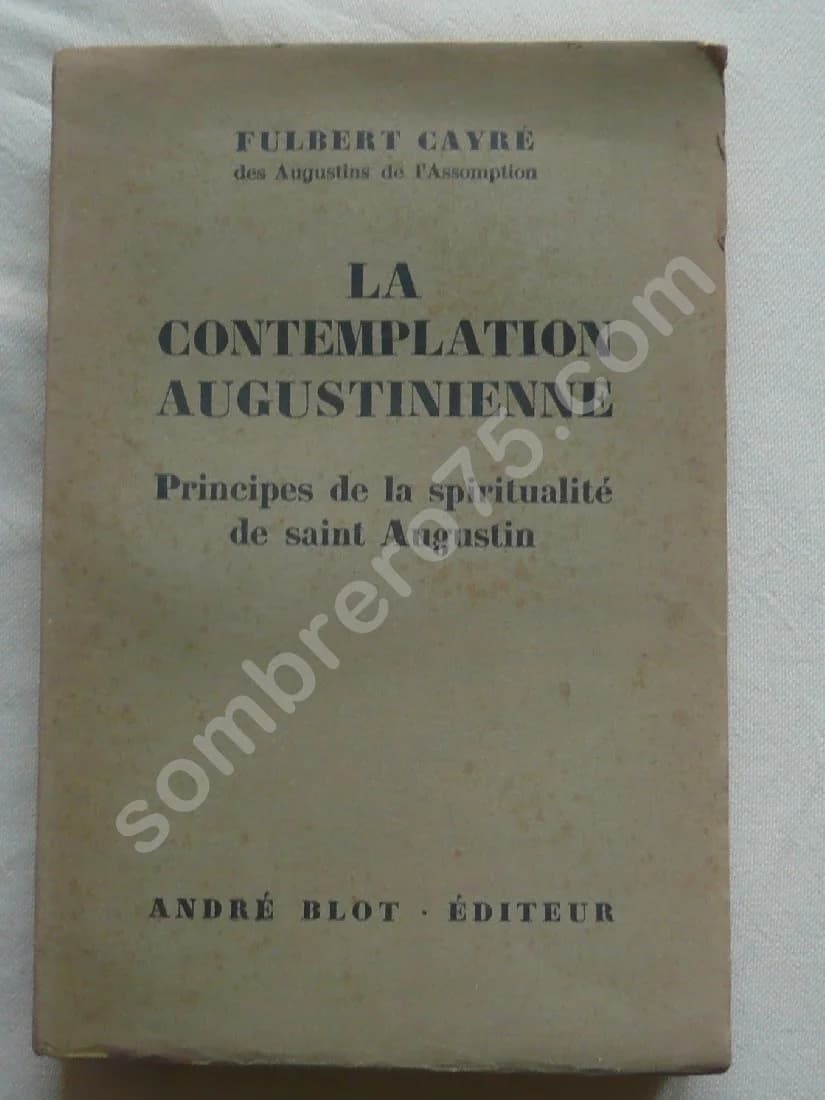 FULBERT CAYRÉ
des Augustins de l'Assomption
LA
CONTEMPLATION
AUGUSTINIENNE
Principes de la spiritualité
de saint Augustin
ANDRÉ BLOT · ÉDITEUR
sombrero75.com